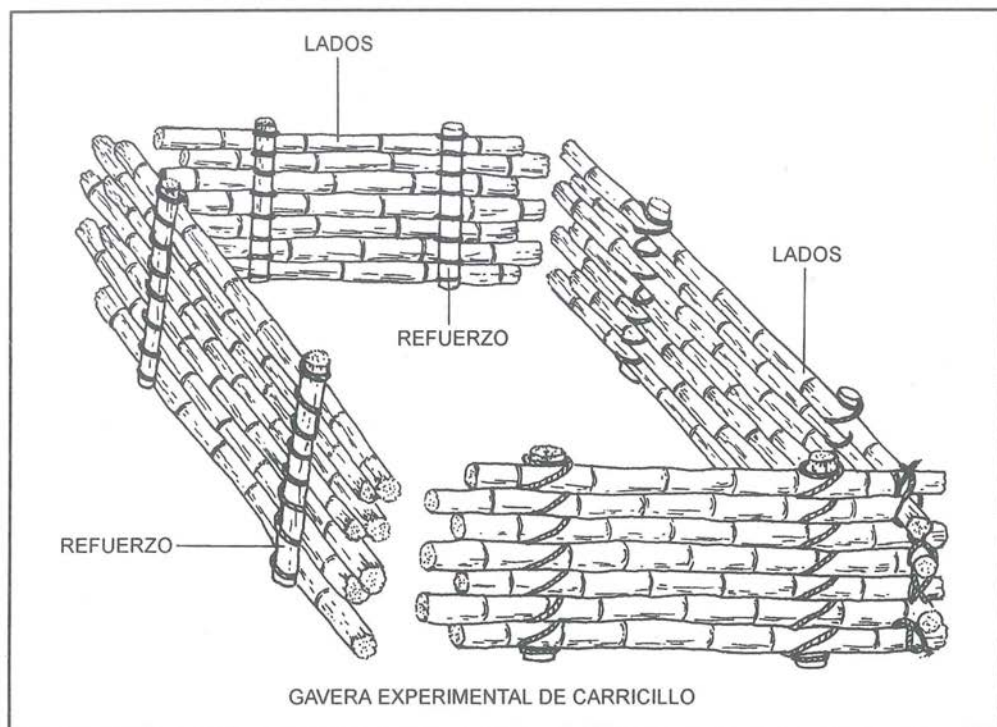 LADOS
LADOS
REFUERZO
REFUERZO
GAVERA EXPERIMENTAL DE CARRICILLO